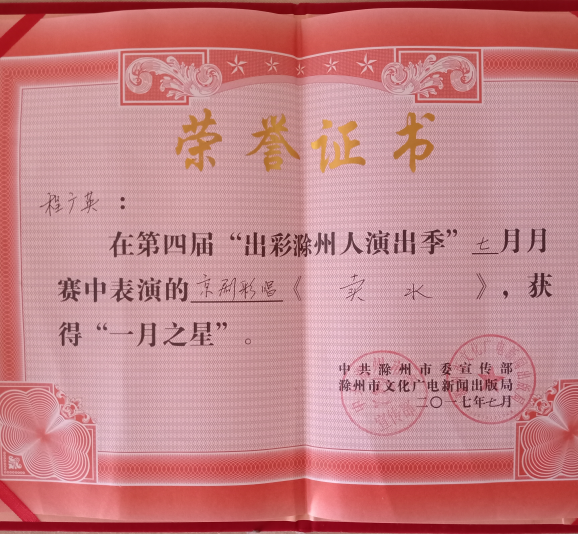 荣誉证书
程广英：
在第四届“出彩滁州人演出季”七月月
赛中表演的京剧彩唱《卖水》，获
得“一月之星”。
中共滁州市委宣传部
滁州市文化广电新闻出版局
二〇一七年七月